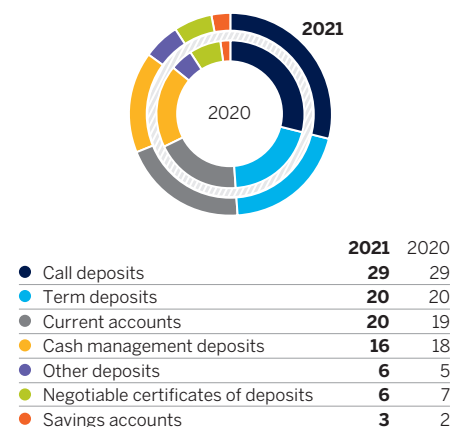 2021
2020
2021 2020
Call deposits 29 29
Term deposits 20 20
Current accounts 20 19
Cash management deposits 16 18
Other deposits 6 5
Negotiable certificates of deposits 6 7
Savings accounts 3 2